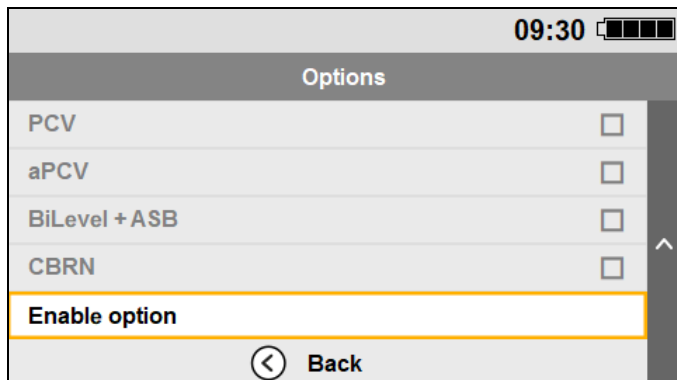 09:30
Options
PCV
aPCV
BiLevel + ASB
CBRN
Enable option
Back